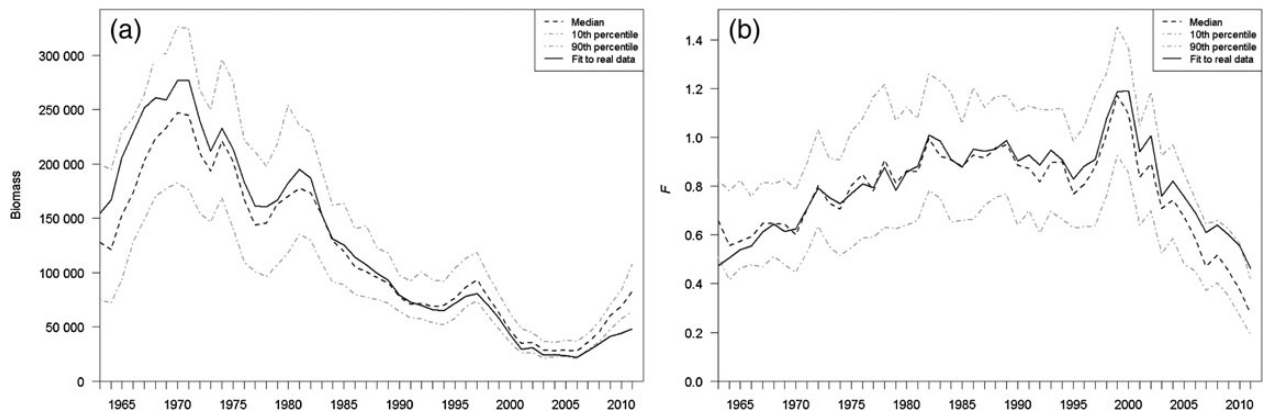 (a)
Median
10th percentile
90th percentile
Fit to real data
Biomass
300 000
250 000
200 000
150 000
100 000
50 000
0
1965 1970 1975 1980 1985 1990 1995 2000 2005 2010
(b)
Median
10th percentile
90th percentile
Fit to real data
F
1.4
1.2
1.0
0.8
0.6
0.4
0.2
0.0
1965 1970 1975 1980 1985 1990 1995 2000 2005 2010